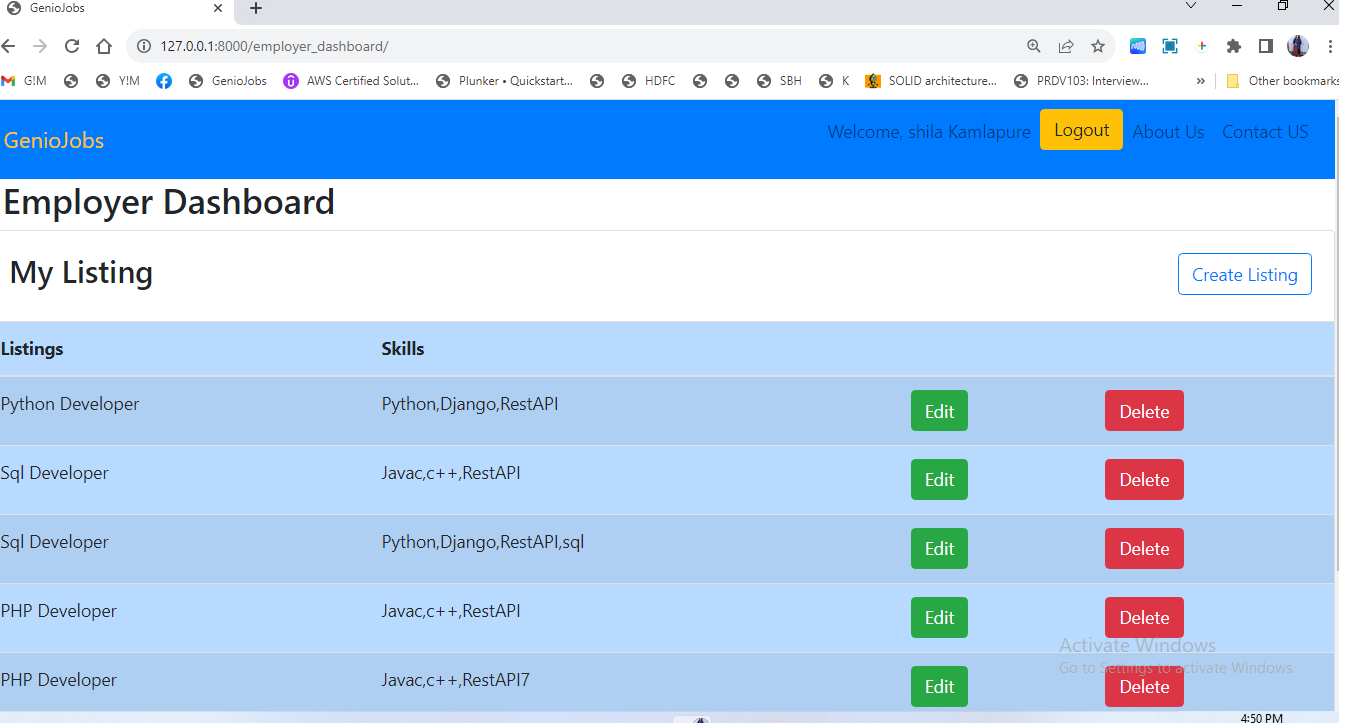 GenioJobs
127.0.0.1:8000/employer_dashboard/
G!M Y!M GenioJobs AWS Certified Solut... Plunker • Quickstart... HDFC SBH K SOLID architecture... PRDV103: Interview... » Other bookmarks
GenioJobs Welcome, shila Kamlapure Logout About Us Contact US
Employer Dashboard
My Listing Create Listing
Listings Skills
Python Developer Python,Django,RestAPI Edit Delete
Sql Developer Javac,c++,RestAPI Edit Delete
Sql Developer Python,Django,RestAPI,sql Edit Delete
PHP Developer Javac,c++,RestAPI Edit Delete
Activate Windows
Go to Settings to activate Windows.
PHP Developer Javac,c++,RestAPI7 Edit Delete
4:50 PM